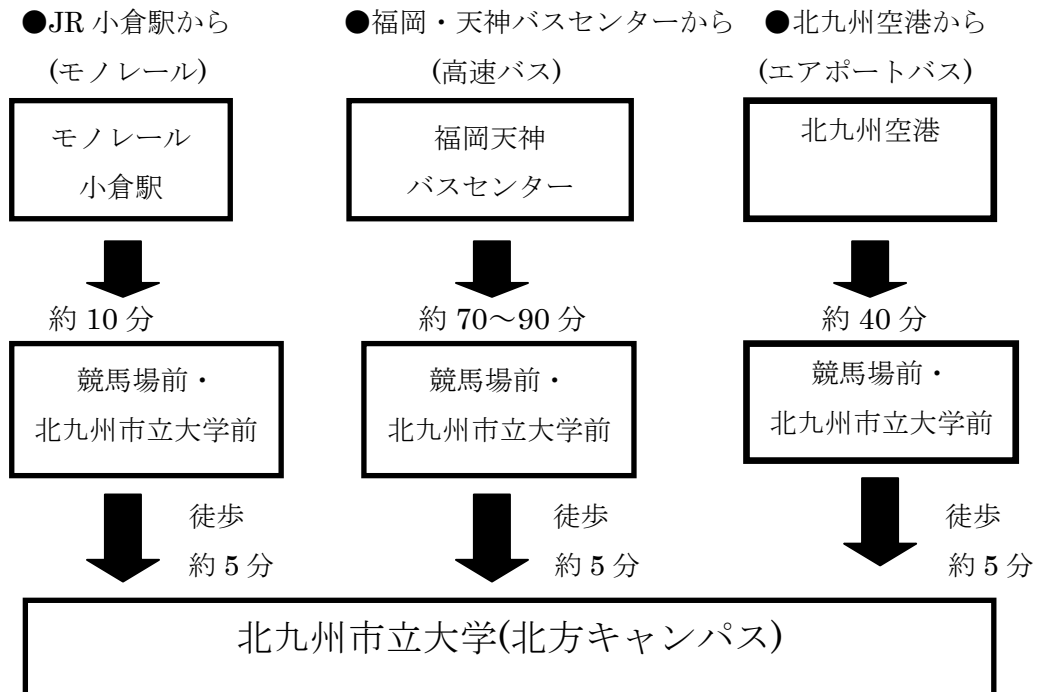 ●JR 小倉駅から
(モノレール)
モノレール
小倉駅
約 10 分
競馬場前・
北九州市立大学前
徒歩
約 5 分
●福岡・天神バスセンターから
(高速バス)
福岡天神
バスセンター
約 70～90 分
競馬場前・
北九州市立大学前
徒歩
約 5 分
●北九州空港から
(エアポートバス)
北九州空港
約 40 分
競馬場前・
北九州市立大学前
徒歩
約 5 分
北九州市立大学(北方キャンパス)